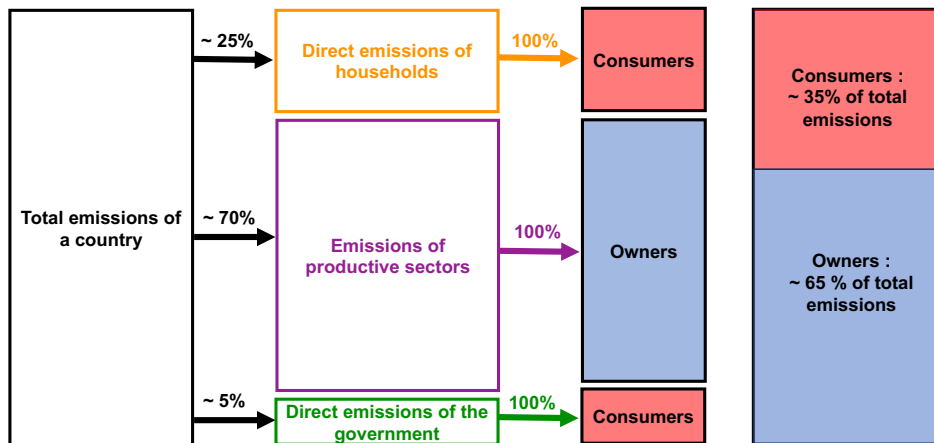 ~ 25%
Direct emissions of
households
100%
Consumers
Consumers :
~ 35% of total
emissions
Total emissions of
a country
~ 70%
Emissions of
productive sectors
100%
Owners
Owners :
~ 65 % of total
emissions
~ 5%
Direct emissions of the
government
100%
Consumers